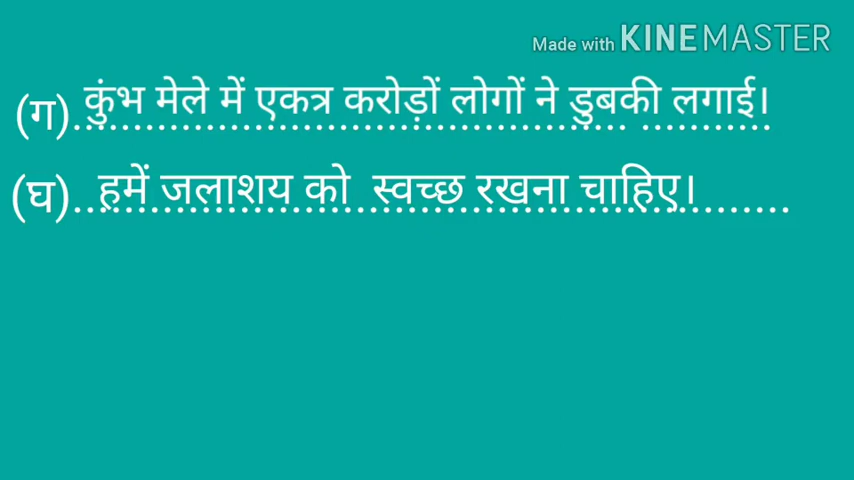 Made with KINEMASTER
(ग) कुंभ मेले में एकत्र करोड़ों लोगों ने डुबकी लगाई।
(घ) हमें जलाशय को स्वच्छ रखना चाहिए।